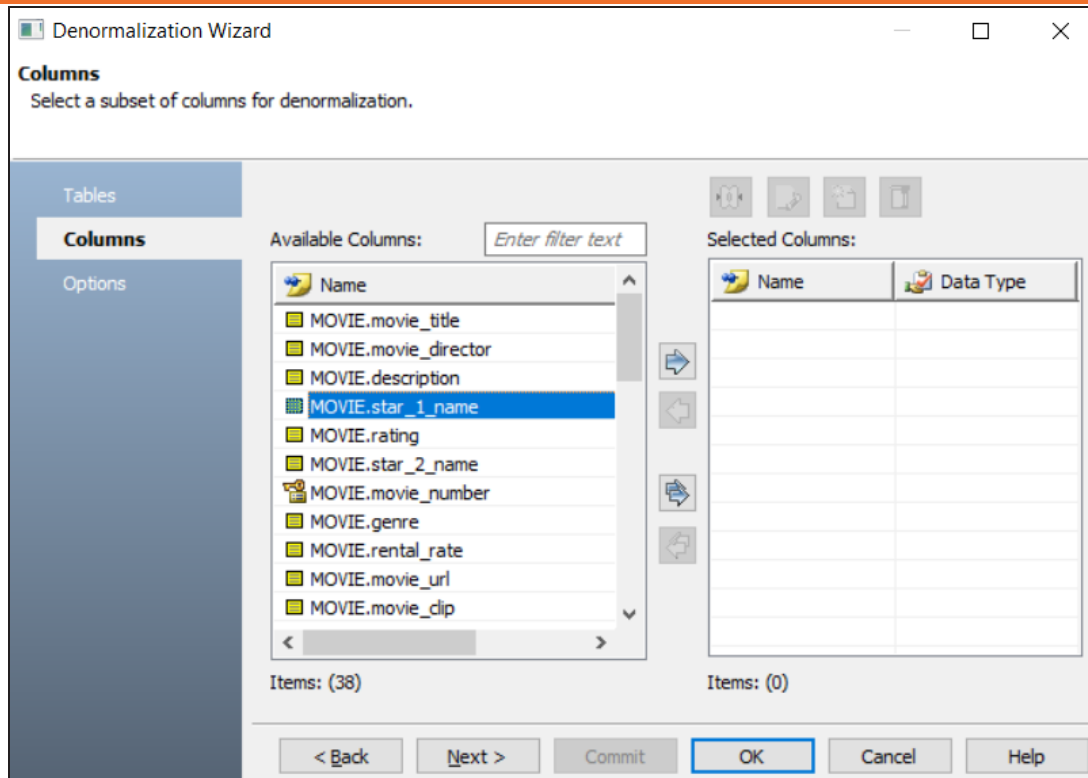 Denormalization Wizard
Columns
Select a subset of columns for denormalization.
Tables
Columns
Options
Available Columns:
Enter filter text
Name
MOVIE.movie_title
MOVIE.movie_director
MOVIE.description
MOVIE.star_1_name
MOVIE.rating
MOVIE.star_2_name
MOVIE.movie_number
MOVIE.genre
MOVIE.rental_rate
MOVIE.movie_url
MOVIE.movie_clip
Items: (38)
Selected Columns:
Name Data Type
Items: (0)
< Back Next > Commit OK Cancel Help